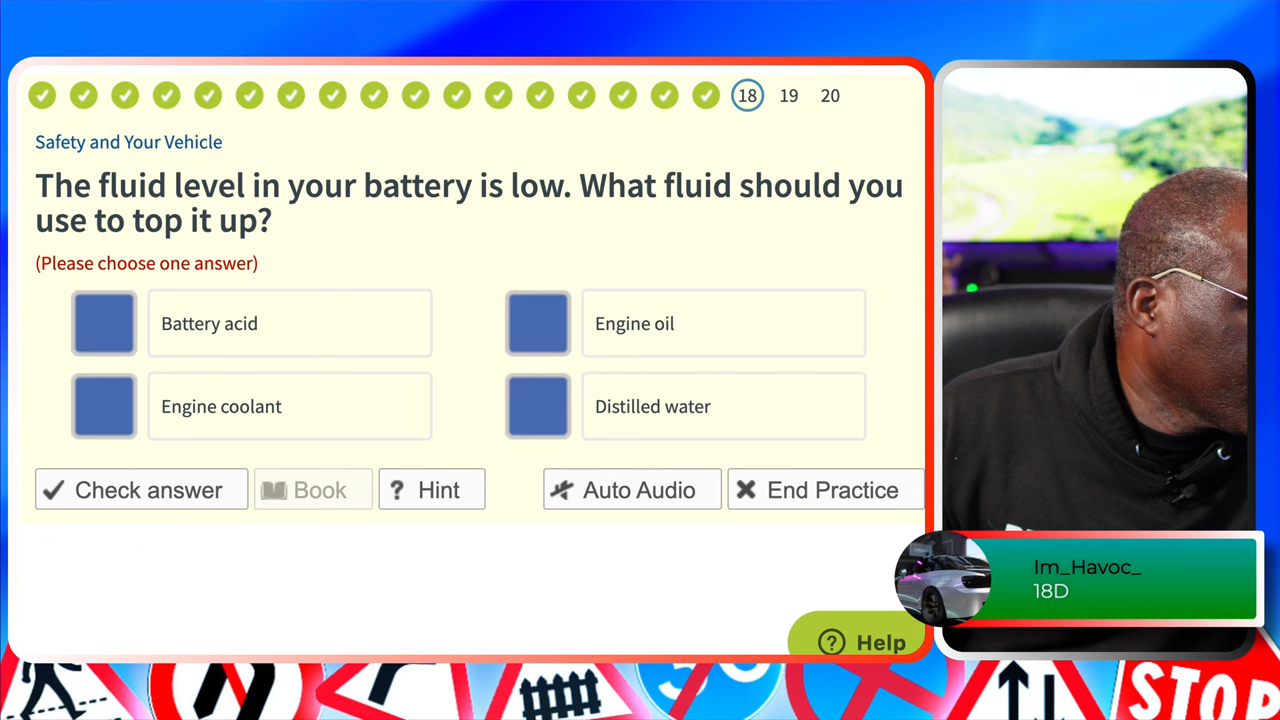 18 19 20
Safety and Your Vehicle
The fluid level in your battery is low. What fluid should you
use to top it up?
(Please choose one answer)
Battery acid
Engine oil
Engine coolant
Distilled water
Check answer
Book
? Hint
Auto Audio
End Practice
Im_Havoc_
18D
? Help
STOP